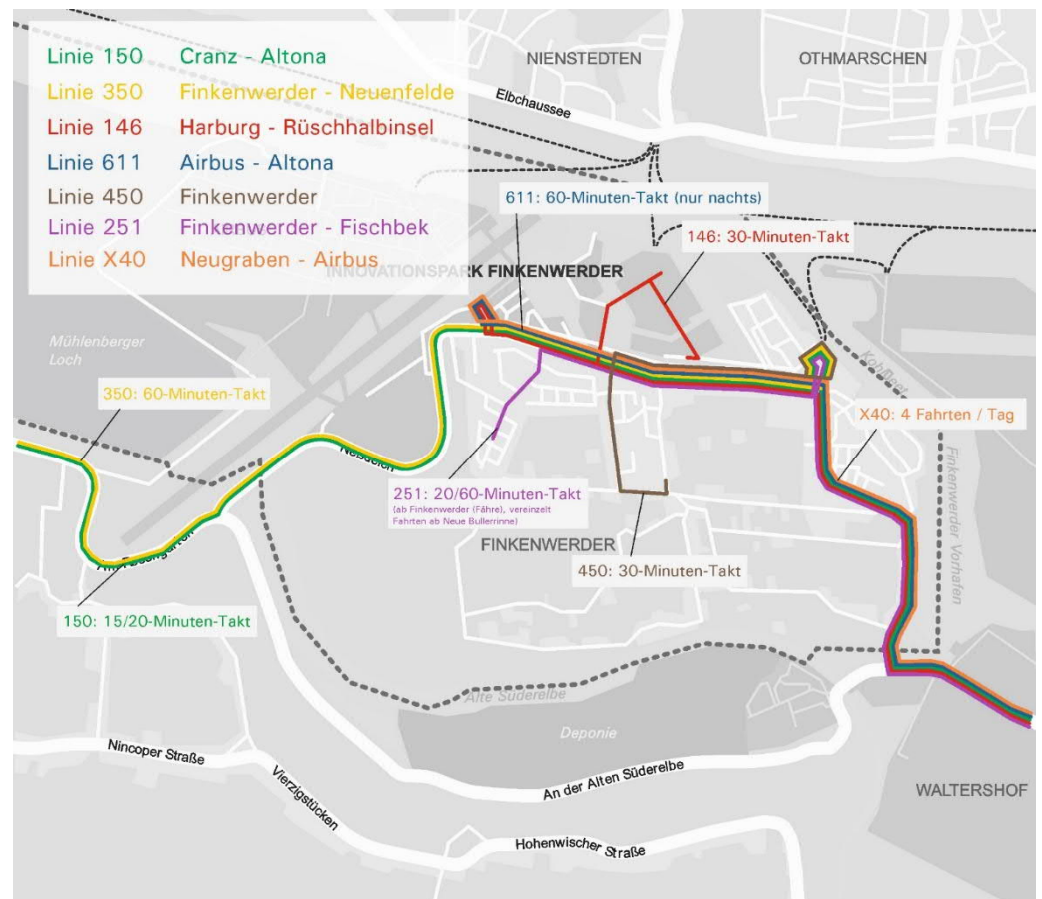 Linie 150 Cranz - Altona
Linie 350 Finkenwerder - Neuenfelde
Linie 146 Harburg - Rüschhalbinsel
Linie 611 Airbus - Altona
Linie 450 Finkenwerder
Linie 251 Finkenwerder - Fischbek
Linie X40 Neugraben - Airbus
NIENSTEDTEN
OTHMARSCHEN
Elbchaussee
611: 60-Minuten-Takt (nur nachts)
146: 30-Minuten-Takt
INNOVATIONSPARK FINKENWERDER
Mühlenberger
Loch
Kohlfleet
350: 60-Minuten-Takt
X40: 4 Fahrten / Tag
Neßdeich
Finkenwerder Vorhafen
251: 20/60-Minuten-Takt
(ab Finkenwerder (Fähre), vereinzelt
Fahrten ab Neue Bullerrinne)
FINKENWERDER
450: 30-Minuten-Takt
Am Rosengarten
150: 15/20-Minuten-Takt
Alte Süderelbe
Deponie
Nincoper Straße
Vierzigstücken
An der Alten Süderelbe
WALTERSHOF
Hohenwischer Straße